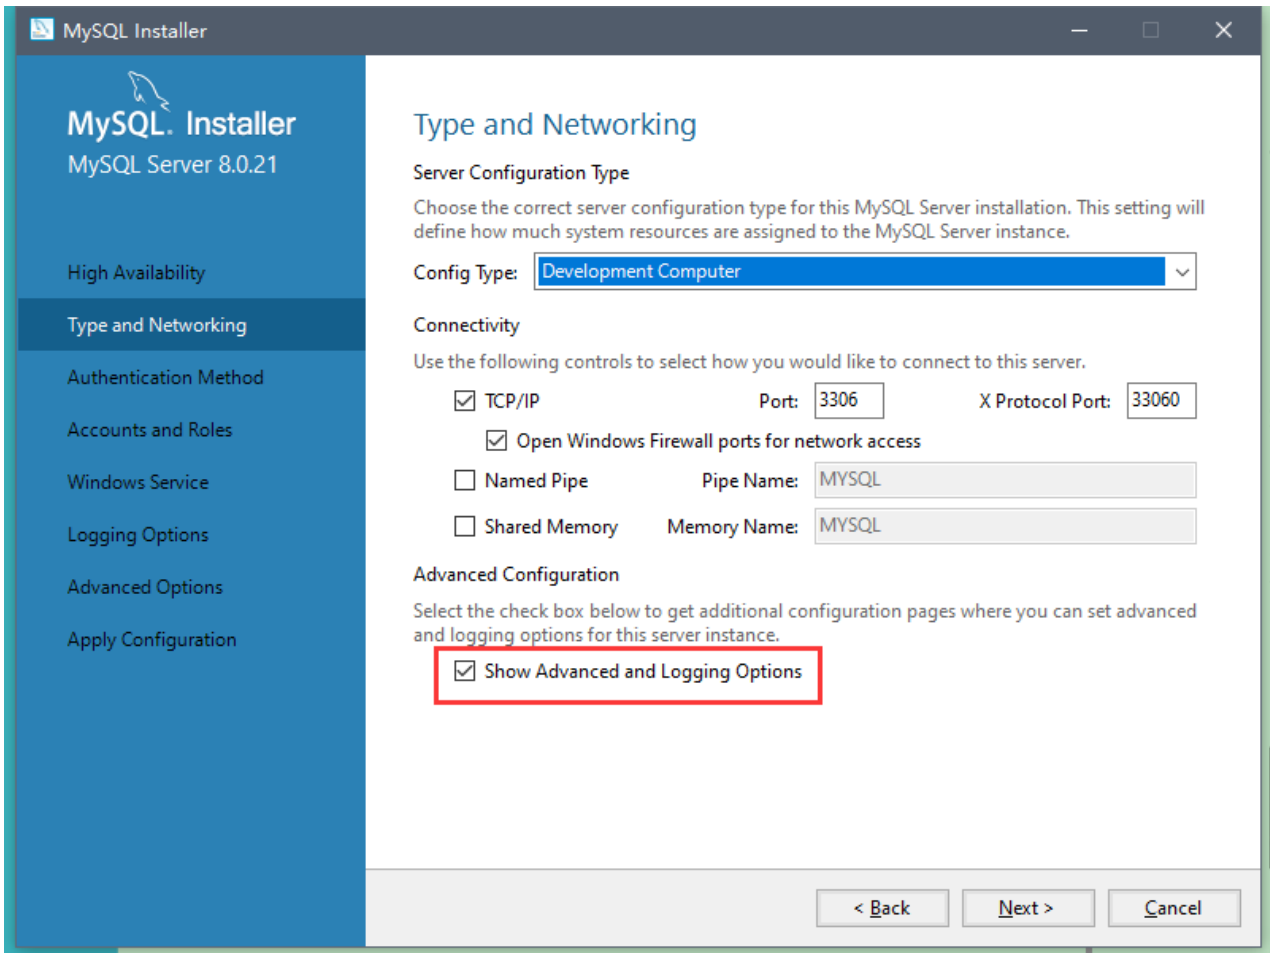 MySQL Installer
MySQL. Installer
MySQL Server 8.0.21
High Availability
Type and Networking
Authentication Method
Accounts and Roles
Windows Service
Logging Options
Advanced Options
Apply Configuration
Type and Networking
Server Configuration Type
Choose the correct server configuration type for this MySQL Server installation. This setting will
define how much system resources are assigned to the MySQL Server instance.
Config Type: Development Computer
Connectivity
Use the following controls to select how you would like to connect to this server.
TCP/IP Port: 3306 X Protocol Port: 33060
Open Windows Firewall ports for network access
Named Pipe Pipe Name: MYSQL
Shared Memory Memory Name: MYSQL
Advanced Configuration
Select the check box below to get additional configuration pages where you can set advanced
and logging options for this server instance.
Show Advanced and Logging Options
< Back Next > Cancel